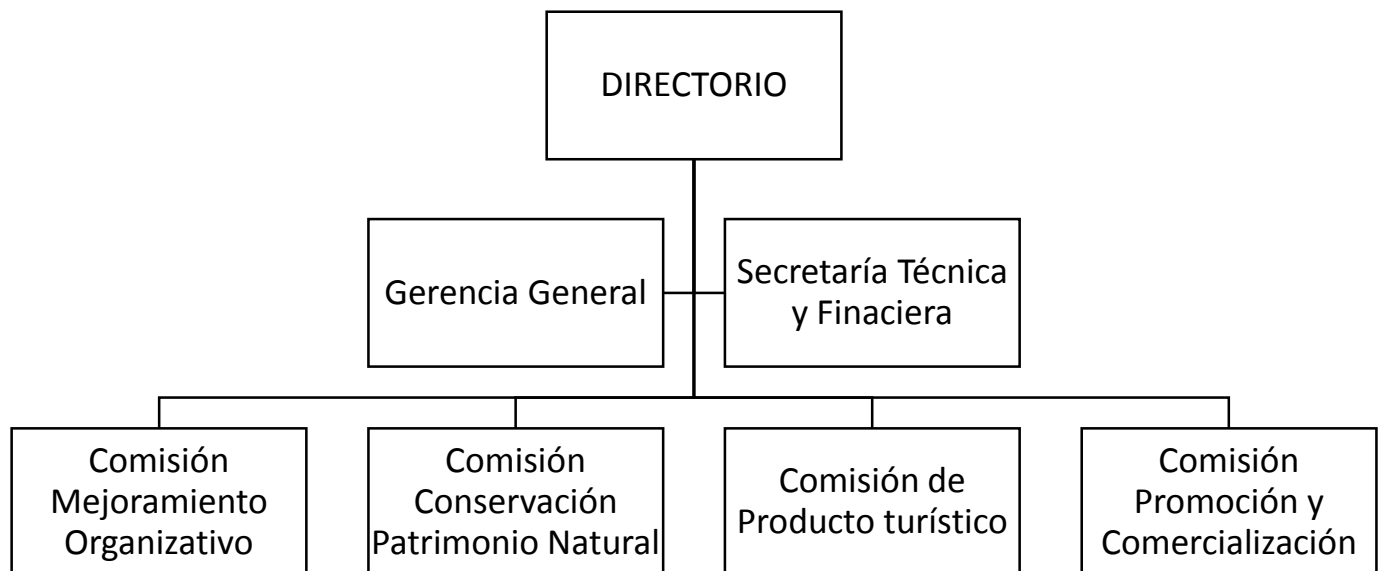 DIRECTORIO
Gerencia General
Secretaría Técnica
y Finaciera
Comisión
Mejoramiento
Organizativo
Comisión
Conservación
Patrimonio Natural
Comisión de
Producto turístico
Comisión
Promoción y
Comercialización